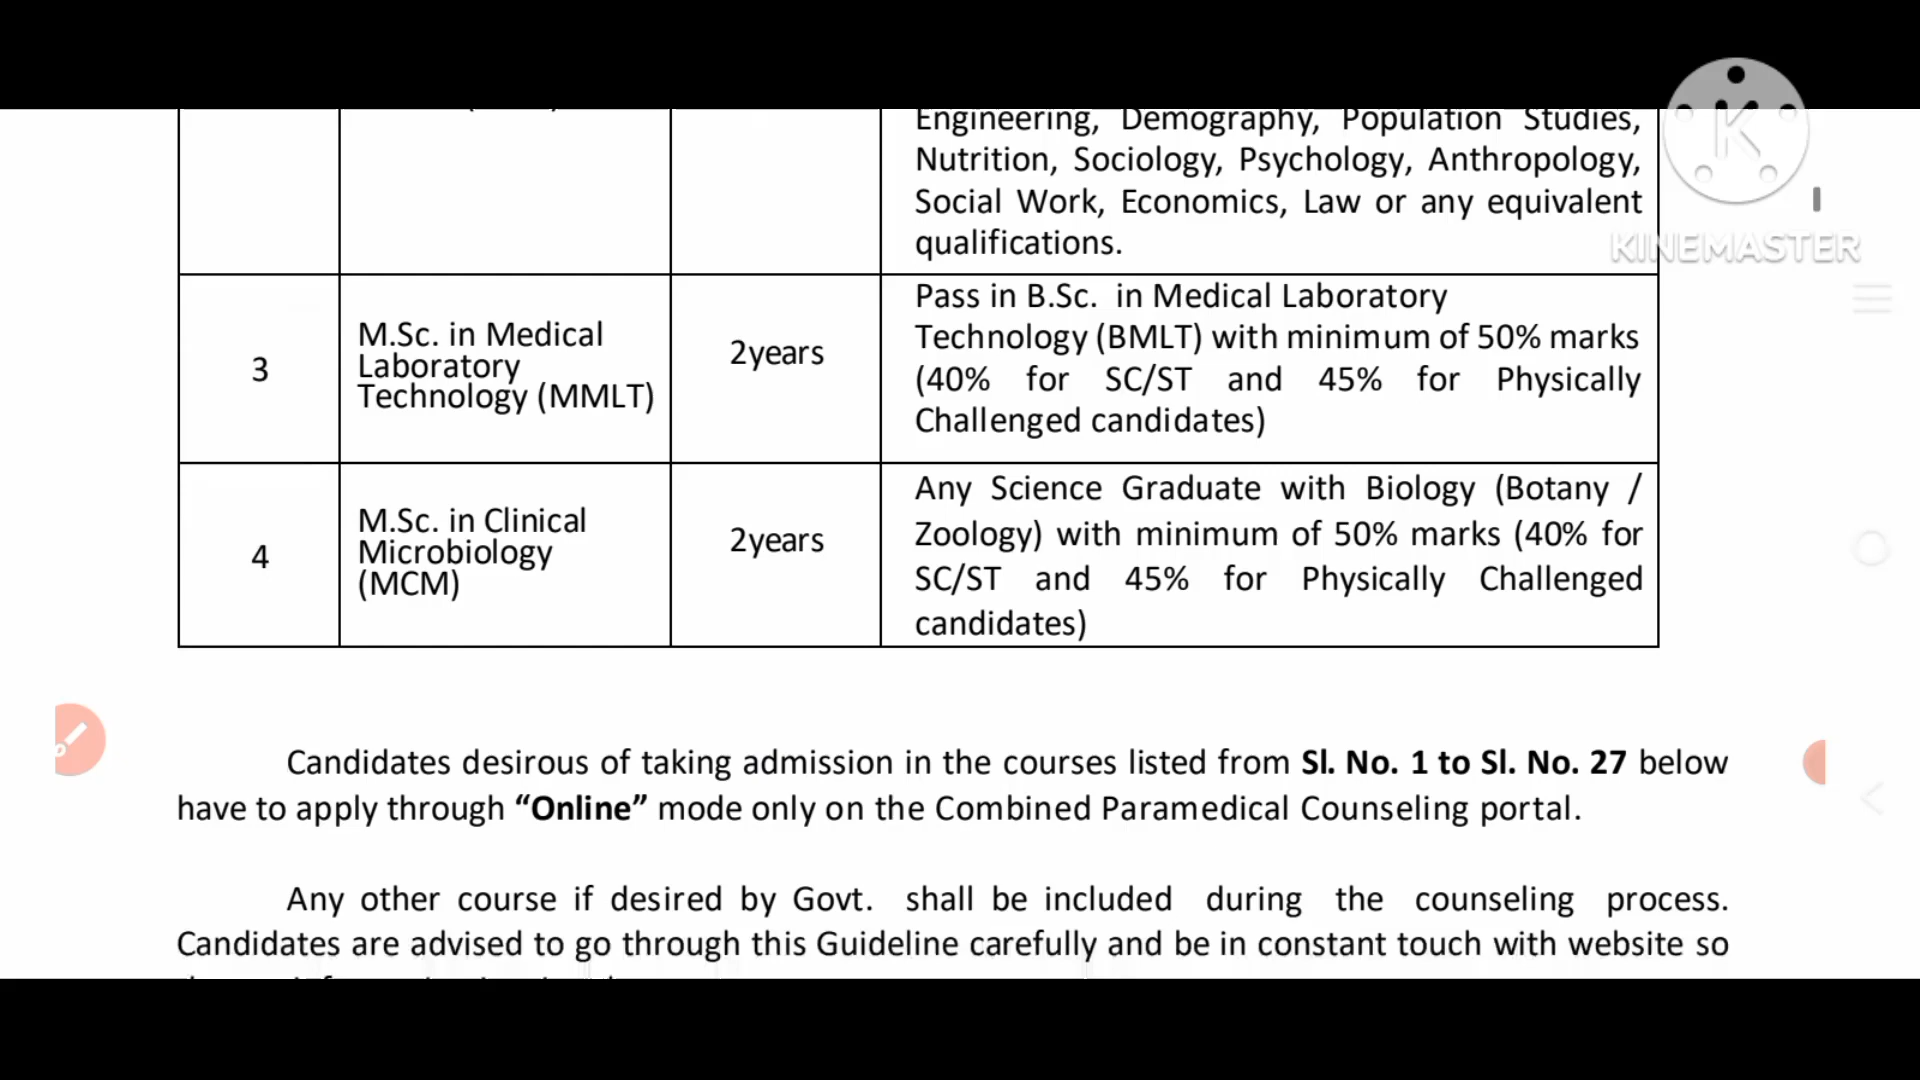 Engineering, Demography, Population Studies,
Nutrition, Sociology, Psychology, Anthropology,
Social Work, Economics, Law or any equivalent
qualifications.
3
M.Sc. in Medical
Laboratory
Technology (MMLT)
2years
Pass in B.Sc. in Medical Laboratory
Technology (BMLT) with minimum of 50% marks
(40% for SC/ST and 45% for Physically
Challenged candidates)
4
M.Sc. in Clinical
Microbiology
(MCM)
2years
Any Science Graduate with Biology (Botany /
Zoology) with minimum of 50% marks (40% for
SC/ST and 45% for Physically Challenged
candidates)
Candidates desirous of taking admission in the courses listed from Sl. No. 1 to Sl. No. 27 below
have to apply through “Online” mode only on the Combined Paramedical Counseling portal.
Any other course if desired by Govt. shall be included during the counseling process.
Candidates are advised to go through this Guideline carefully and be in constant touch with website so
K
KINEMASTER